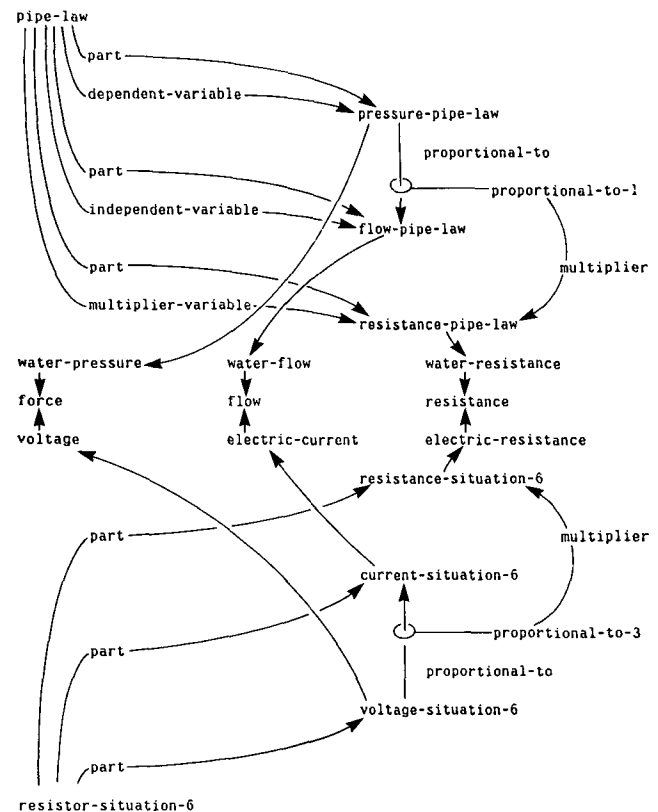 pipe-law
part
dependent-variable
pressure-pipe-law
proportional-to
part
proportional-to-1
independent-variable
flow-pipe-law
part
multiplier
multiplier-variable
resistance-pipe-law
water-pressure water-flow water-resistance
force flow resistance
voltage electric-current electric-resistance
resistance-situation-6
part
multiplier
current-situation-6
proportional-to-3
part
proportional-to
voltage-situation-6
part
resistor-situation-6